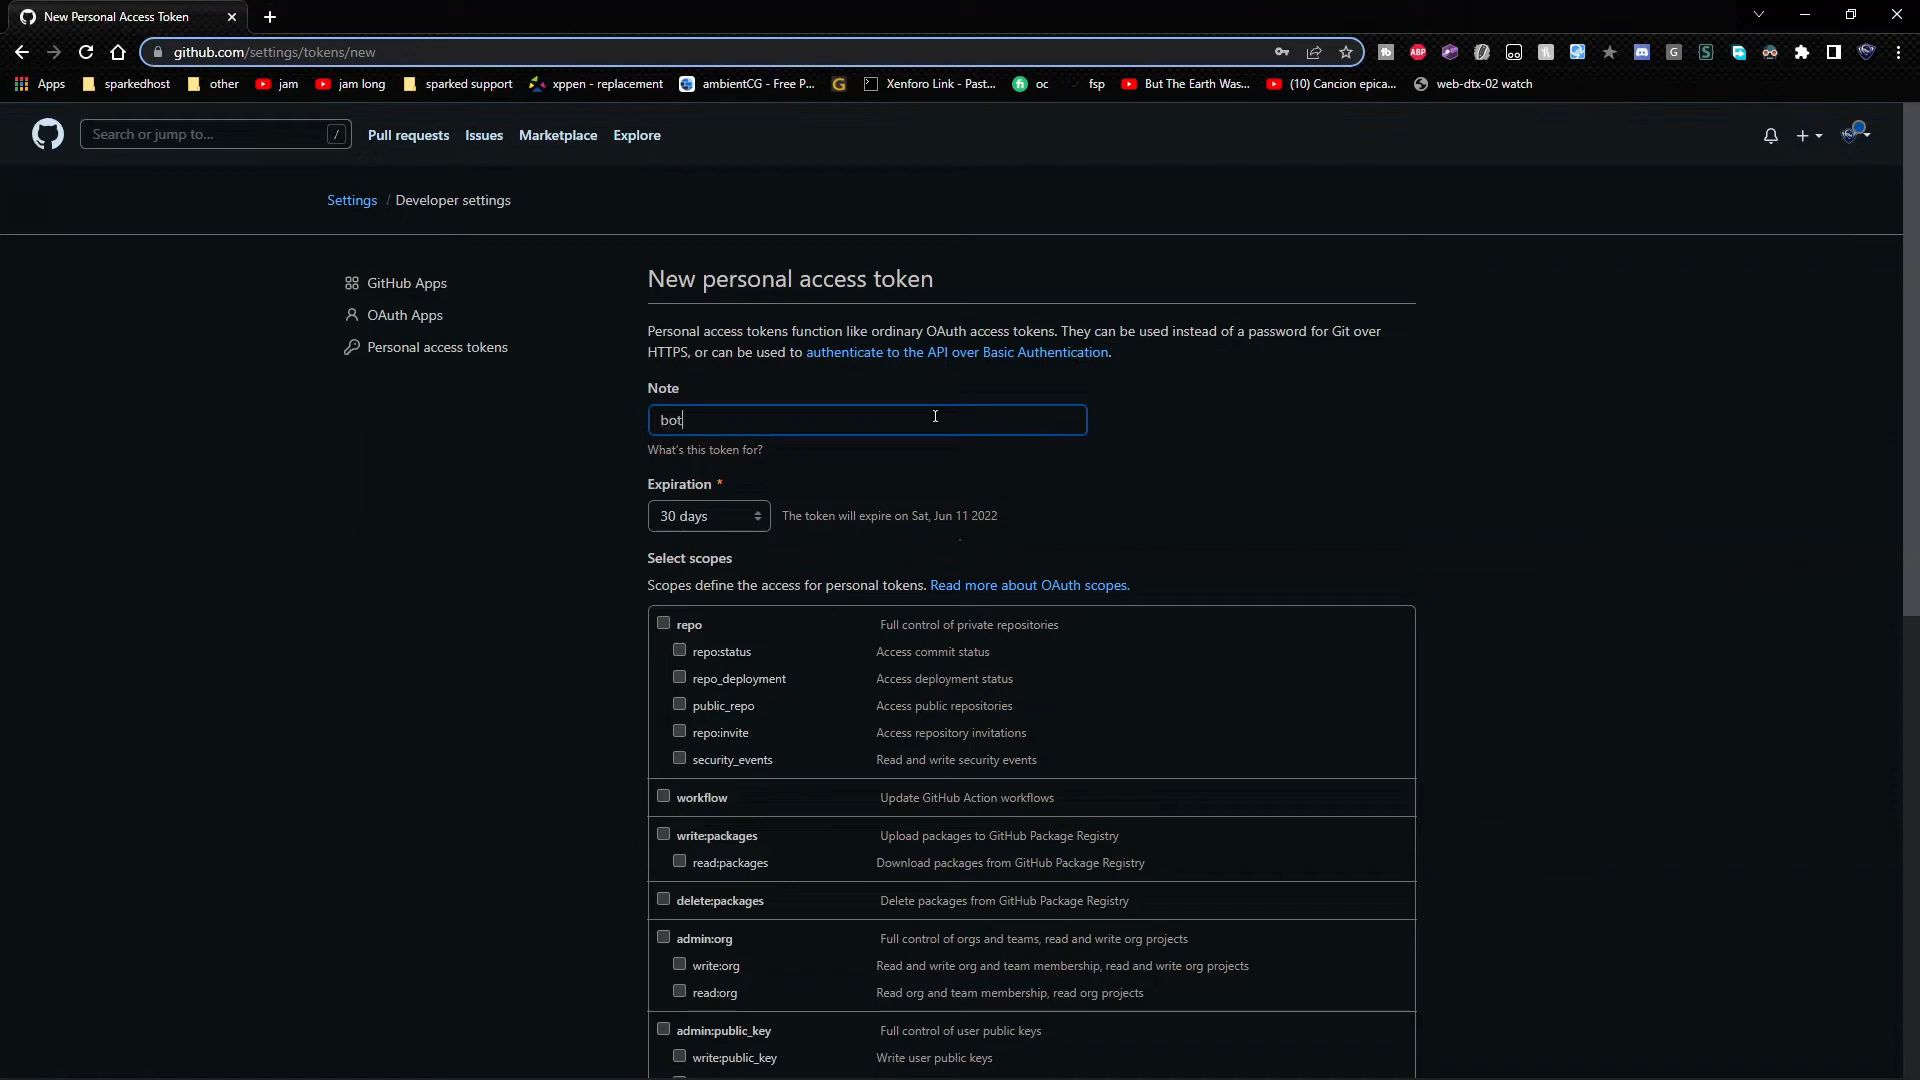 New Personal Access Token
github.com/settings/tokens/new
ABP
G
S
Apps
sparkedhost
other
jam
jam long
sparked support
xppen - replacement
ambientCG - Free P...
G
Xenforo Link - Past...
fi
oc
fsp
But The Earth Was...
(10) Cancion epica...
web-dtx-02 watch
Search or jump to...
/
Pull requests
Issues
Marketplace
Explore
Settings / Developer settings
GitHub Apps
OAuth Apps
Personal access tokens
New personal access token
Personal access tokens function like ordinary OAuth access tokens. They can be used instead of a password for Git over
HTTPS, or can be used to authenticate to the API over Basic Authentication.
Note
bot
What's this token for?
Expiration *
30 days The token will expire on Sat, Jun 11 2022
Select scopes
Scopes define the access for personal tokens. Read more about OAuth scopes.
repo Full control of private repositories
repo:status Access commit status
repo_deployment Access deployment status
public_repo Access public repositories
repo:invite Access repository invitations
security_events Read and write security events
workflow Update GitHub Action workflows
write:packages Upload packages to GitHub Package Registry
read:packages Download packages from GitHub Package Registry
delete:packages Delete packages from GitHub Package Registry
admin:org Full control of orgs and teams, read and write org projects
write:org Read and write org and team membership, read and write org projects
read:org Read org and team membership, read org projects
admin:public_key Full control of user public keys
write:public_key Write user public keys